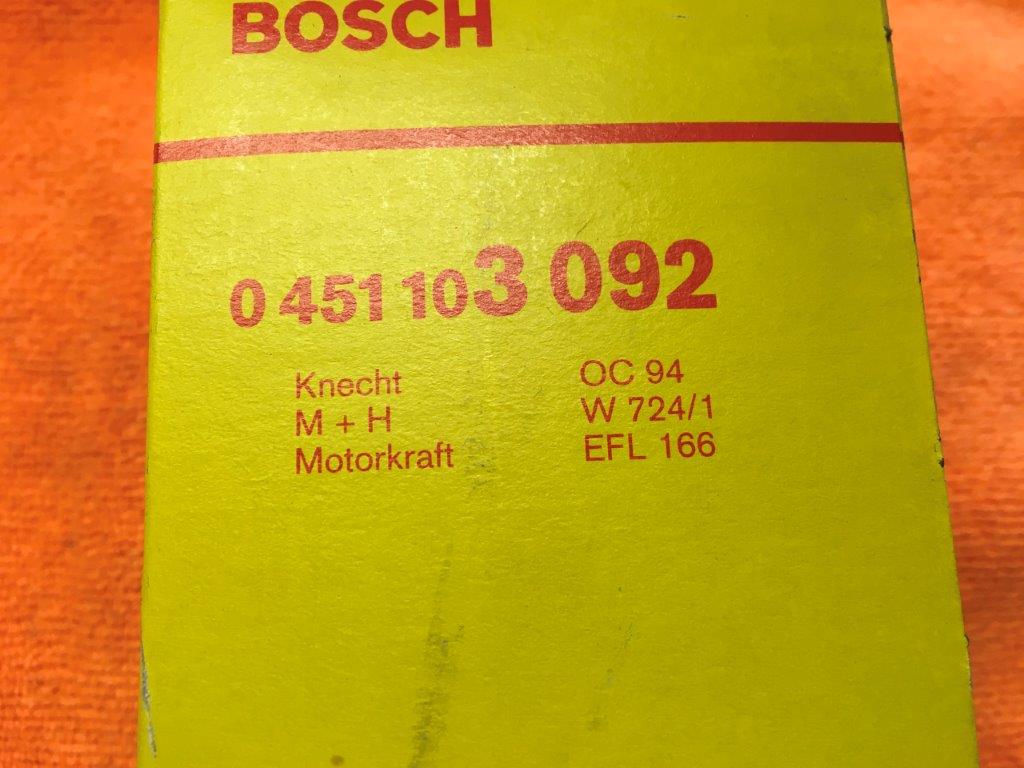 BOSCH
0 451 103 092
Knecht OC 94
M + H W 724/1
Motorkraft EFL 166